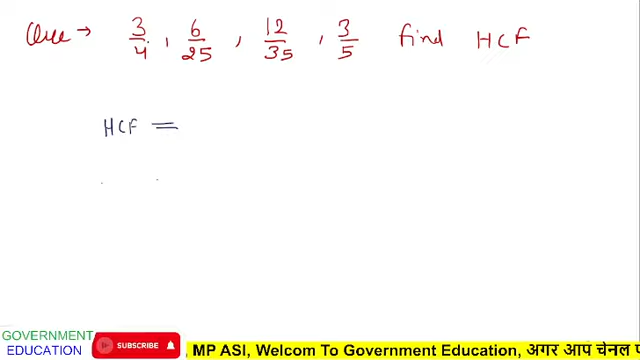 Que → 3/4, 6/25, 12/35, 3/5 find HCF
HCF =
GOVERNMENT
EDUCATION
SUBSCRIBE
, MP ASI, Welcom To Government Education, अगर आप चेनल प